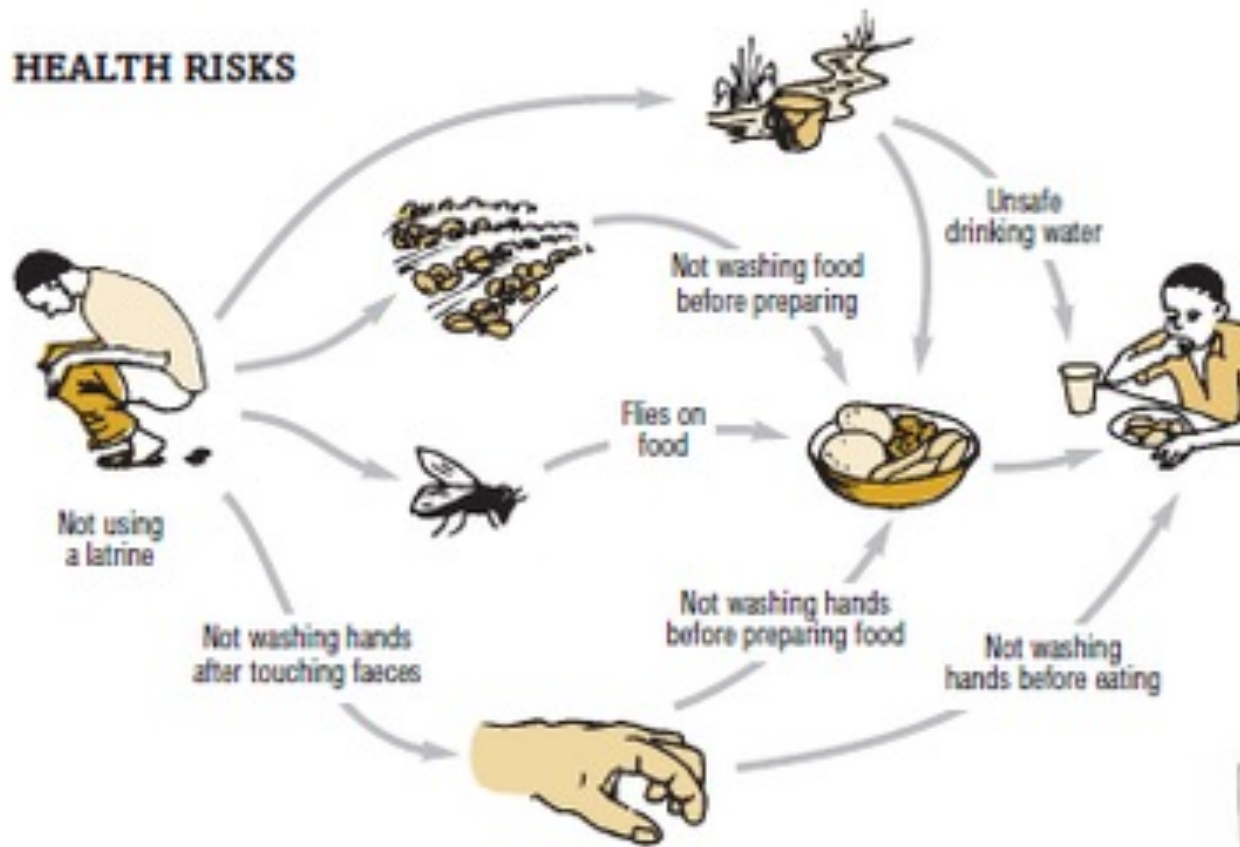 HEALTH RISKS
Unsafe
drinking water
Not washing food
before preparing
Flies on
food
Not using
a latrine
Not washing hands
after touching faeces
Not washing hands
before preparing food
Not washing
hands before eating